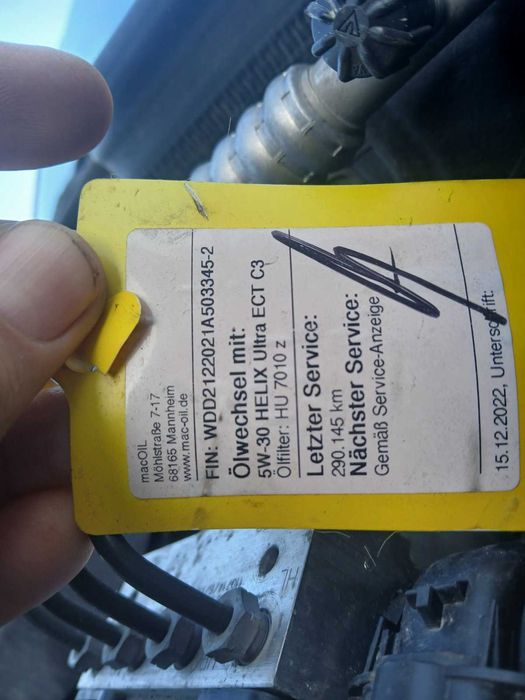 macOIL
Möhlstraße 7-17
68165 Mannheim
www.mac-oil.de
FIN: WDD2122021A503345-2
Ölwechsel mit:
5W-30 HELIX Ultra ECT C3
Ölfilter: HU 7010 z
Letzter Service:
290.145 km
Nächster Service:
Gemäß Service-Anzeige
15.12.2022, Unterschrift: